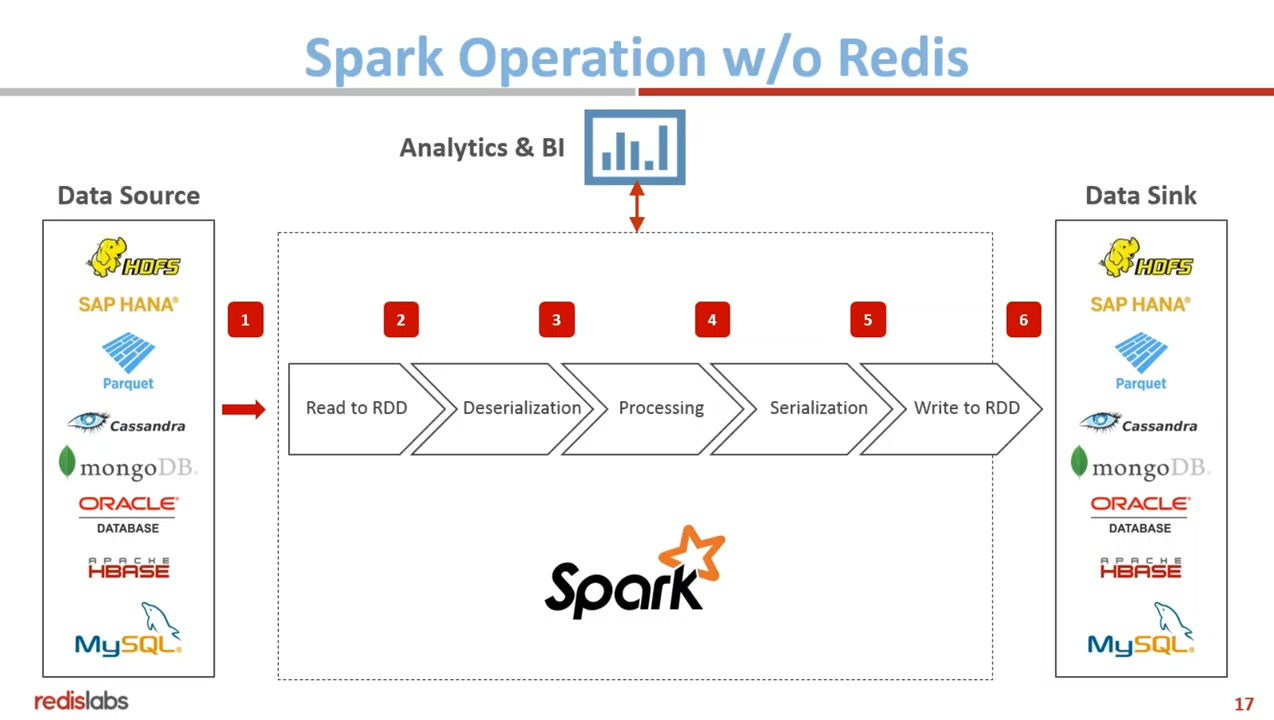 Spark Operation w/o Redis
Analytics & BI
Data Source
HDFS
SAP HANA®
Parquet
Cassandra
mongoDB®
ORACLE®
DATABASE
APACHE
HBASE
MySQL®
1
2
3
4
5
6
Read to RDD
Deserialization
Processing
Serialization
Write to RDD
Spark
Data Sink
HDFS
SAP HANA®
Parquet
Cassandra
mongoDB®
ORACLE®
DATABASE
APACHE
HBASE
MySQL®
redislabs
17